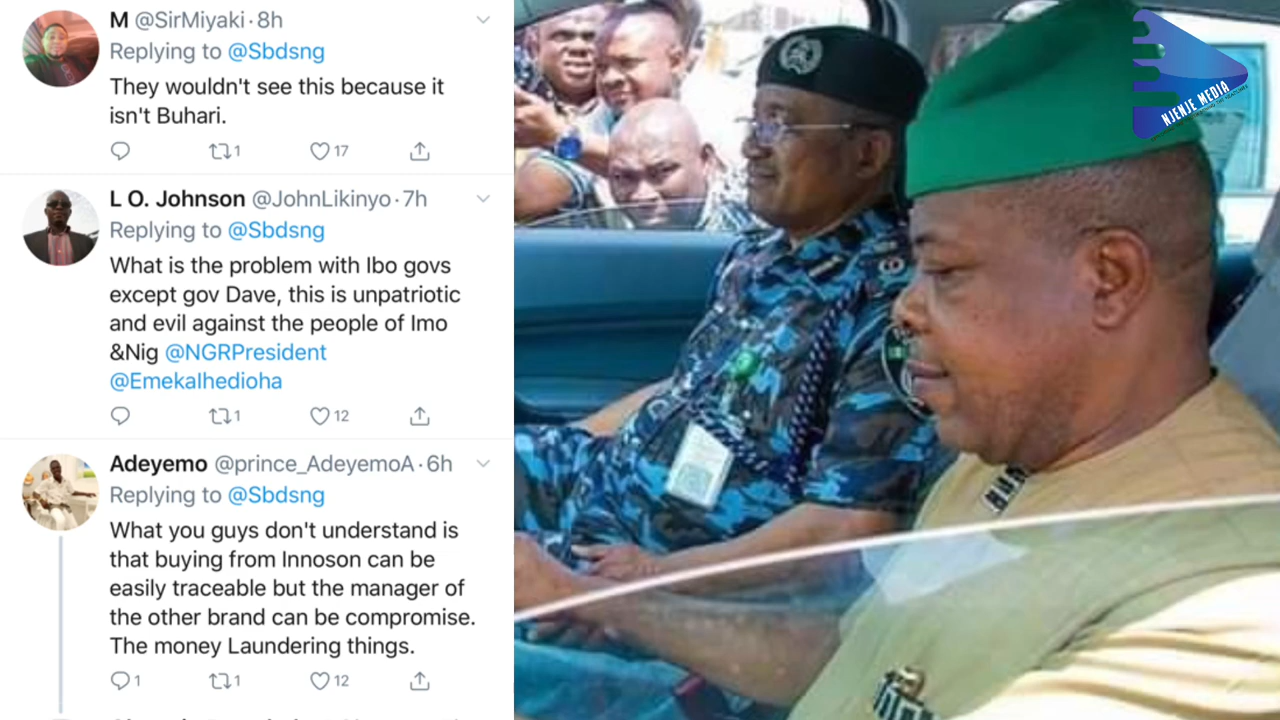 M @SirMiyaki · 8h
Replying to @Sbdsng
They wouldn't see this because it
isn't Buhari.
1 17
L O. Johnson @JohnLikinyo · 7h
Replying to @Sbdsng
What is the problem with Ibo govs
except gov Dave, this is unpatriotic
and evil against the people of Imo
&Nig @NGRPresident
@EmekaIhedioha
1 12
Adeyemo @prince_AdeyemoA · 6h
Replying to @Sbdsng
What you guys don't understand is
that buying from Innoson can be
easily traceable but the manager of
the other brand can be compromise.
The money Laundering things.
1 1 12
NJENJE MEDIA